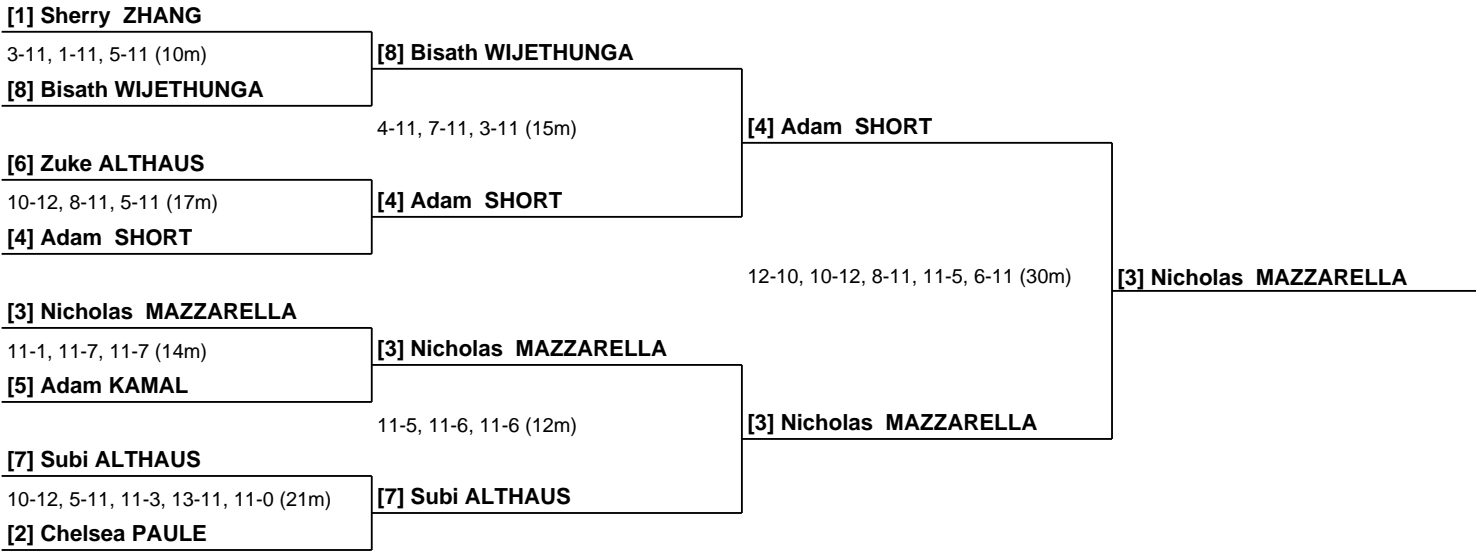 [1] Sherry  ZHANG
3-11, 1-11, 5-11 (10m)
[8] Bisath WIJETHUNGA
[8] Bisath WIJETHUNGA
4-11, 7-11, 3-11 (15m)
[4] Adam  SHORT
[6] Zuke ALTHAUS
10-12, 8-11, 5-11 (17m)
[4] Adam  SHORT
[4] Adam  SHORT
12-10, 10-12, 8-11, 11-5, 6-11 (30m)
[3] Nicholas  MAZZARELLA
[3] Nicholas  MAZZARELLA
11-1, 11-7, 11-7 (14m)
[3] Nicholas  MAZZARELLA
[5] Adam KAMAL
11-5, 11-6, 11-6 (12m)
[3] Nicholas  MAZZARELLA
[7] Subi ALTHAUS
10-12, 5-11, 11-3, 13-11, 11-0 (21m)
[7] Subi ALTHAUS
[2] Chelsea PAULE